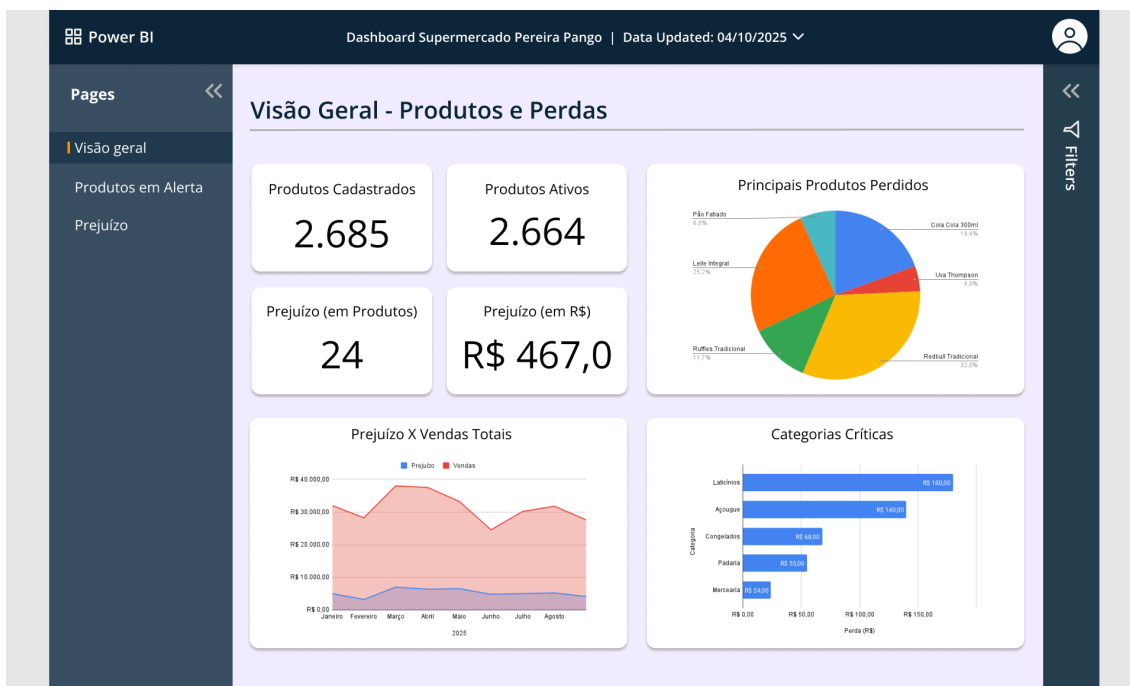 Power BI
Dashboard Supermercado Pereira Pango | Data Updated: 04/10/2025
Pages
Visão geral
Produtos em Alerta
Prejuízo
Filters
Visão Geral - Produtos e Perdas
Produtos Cadastrados
2.685
Produtos Ativos
2.664
Prejuízo (em Produtos)
24
Prejuízo (em R$)
R$ 467,0
Principais Produtos Perdidos
Pão Fatiado
6,8%
Cola Cola 300ml
19,4%
Leite Integral
25,2%
Uva Thompson
4,9%
Ruffles Tradicional
11,7%
Redbull Tradicional
32,0%
Prejuízo X Vendas Totais
Prejuízo Vendas
R$ 40.000,00
R$ 30.000,00
R$ 20.000,00
R$ 10.000,00
R$ 0,00
Janeiro Fevereiro Março Abril Maio Junho Julho Agosto
2025
Categorias Críticas
Categoria
Laticínios R$ 180,00
Açougue R$ 140,00
Congelados R$ 68,00
Padaria R$ 55,00
Mercearia R$ 24,00
R$ 0,00 R$ 50,00 R$ 100,00 R$ 150,00
Perda (R$)